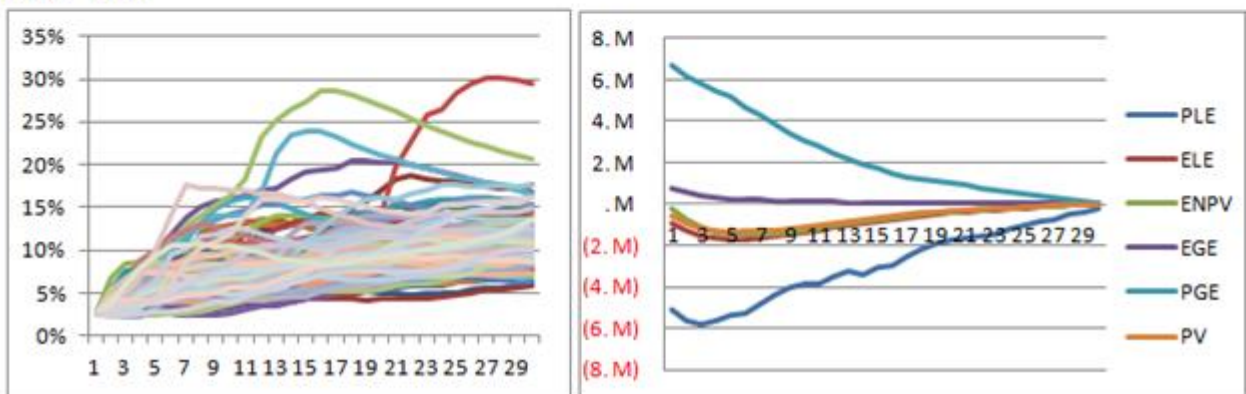 35%
30%
25%
20%
15%
10%
5%
0%
1 3 5 7 9 11 13 15 17 19 21 23 25 27 29
8. M
6. M
4. M
2. M
. M
(2. M)
(4. M)
(6. M)
(8. M)
1 3 5 7 9 11 13 15 17 19 21 23 25 27 29
PLE
ELE
ENPV
EGE
PGE
PV